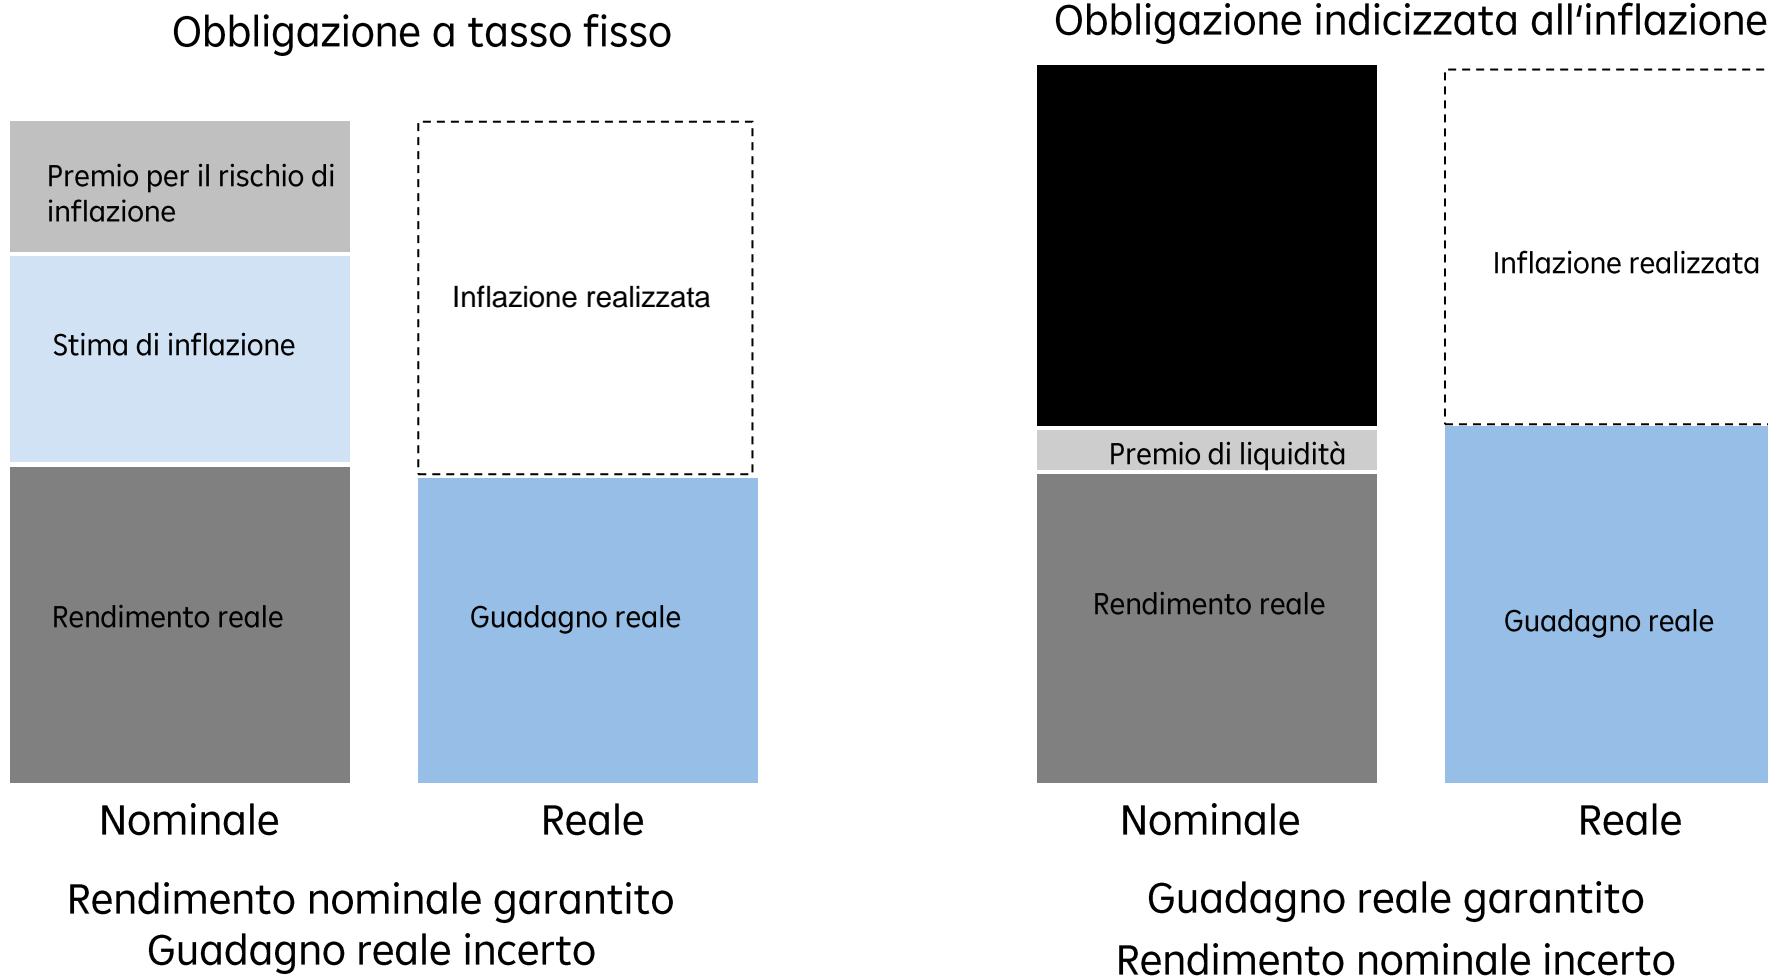 Obbligazione a tasso fisso
Premio per il rischio di
inflazione
Stima di inflazione
Rendimento reale
Inflazione realizzata
Guadagno reale
Nominale
Reale
Rendimento nominale garantito
Guadagno reale incerto
Obbligazione indicizzata all‘inflazione
Premio di liquidità
Rendimento reale
Inflazione realizzata
Guadagno reale
Nominale
Reale
Guadagno reale garantito
Rendimento nominale incerto